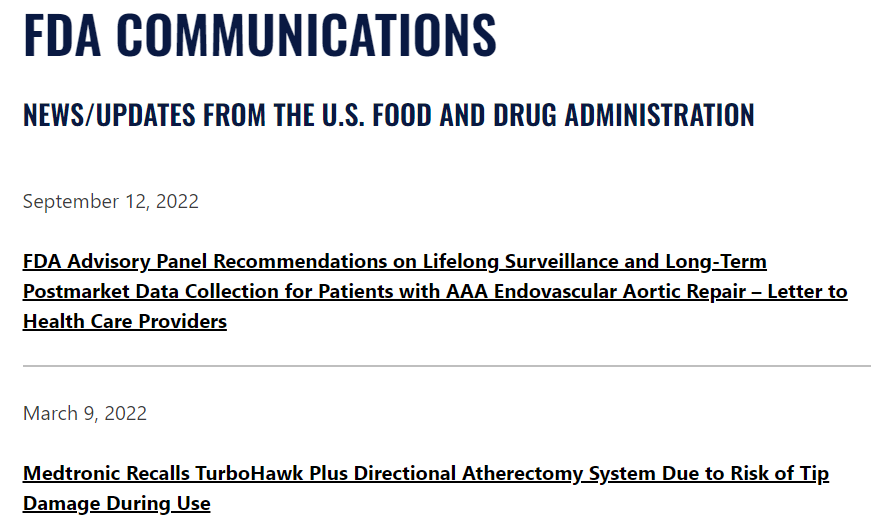 FDA COMMUNICATIONS
NEWS/UPDATES FROM THE U.S. FOOD AND DRUG ADMINISTRATION
September 12, 2022
FDA Advisory Panel Recommendations on Lifelong Surveillance and Long-Term
Postmarket Data Collection for Patients with AAA Endovascular Aortic Repair – Letter to
Health Care Providers
March 9, 2022
Medtronic Recalls TurboHawk Plus Directional Atherectomy System Due to Risk of Tip
Damage During Use